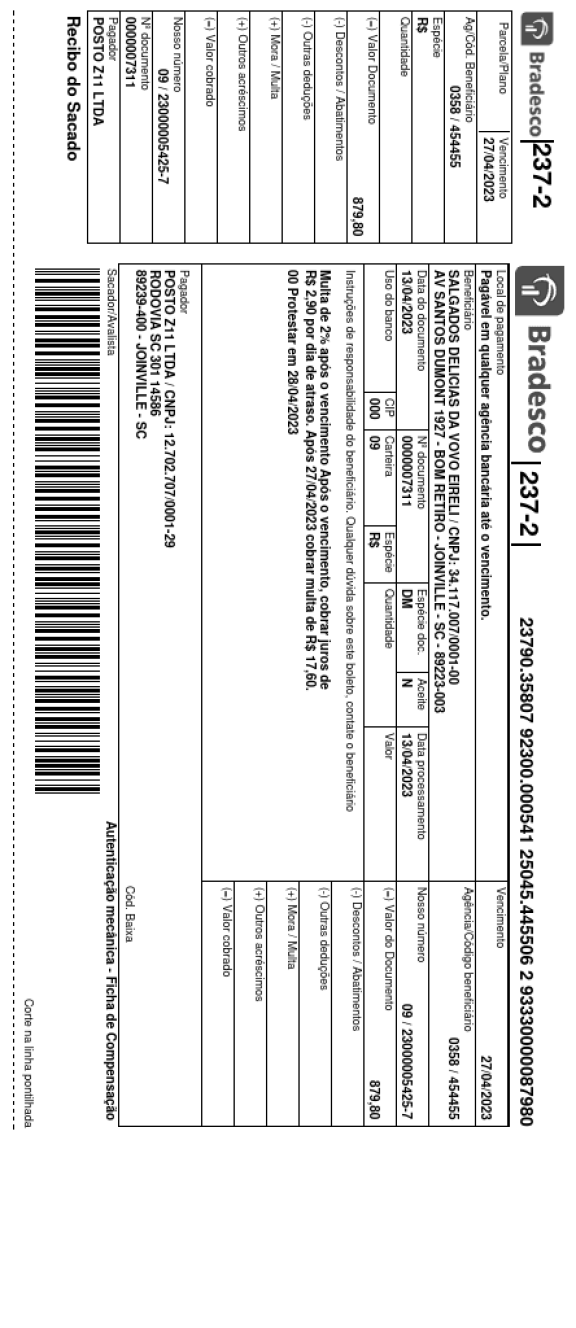 Bradesco 237-2
Parcela/Plano Vencimento
27/04/2023
Ag/Cód. Beneficiário
0358 / 454455
Espécie
R$
Quantidade
(=) Valor Documento
879,80
(-) Descontos / Abatimentos
(-) Outras deduções
(+) Mora / Multa
(+) Outros acréscimos
(=) Valor cobrado
Nosso número
09 / 23000005425-7
Nº documento
0000007311
Pagador
POSTO Z11 LTDA
Recibo do Sacado
Bradesco 237-2 23790.35807 92300.000541 25045.445506 2 93330000087980
Local de pagamento Vencimento
Pagável em qualquer agência bancária até o vencimento. 27/04/2023
Beneficiário Agência/Código beneficiário
SALGADOS DELICIAS DA VOVO EIRELI / CNPJ: 34.117.007/0001-00 0358 / 454455
AV SANTOS DUMONT 1927 - BOM RETIRO - JOINVILLE - SC - 89223-003
Data do documento Nº documento Espécie doc. Aceite Data processamento Nosso número
13/04/2023 0000007311 DM N 13/04/2023 09 / 23000005425-7
Uso do banco CIP Carteira Espécie Quantidade Valor (=) Valor do Documento
000 09 R$ 879,80
Instruções de responsabilidade do beneficiário. Qualquer dúvida sobre este boleto, contate o beneficiário (-) Descontos / Abatimentos
Multa de 2% após o vencimento Após o vencimento, cobrar juros de
R$ 2,90 por dia de atraso. Após 27/04/2023 cobrar multa de R$ 17,60.
00 Protestar em 28/04/2023
(-) Outras deduções
(+) Mora / Multa
(+) Outros acréscimos
(=) Valor cobrado
Pagador
POSTO Z11 LTDA / CNPJ: 12.702.707/0001-29
RODOVIA SC 301 14586
89239-400 - JOINVILLE - SC
Cód. Baixa
Sacador/Avalista Autenticação mecânica - Ficha de Compensação
Corte na linha pontilhada